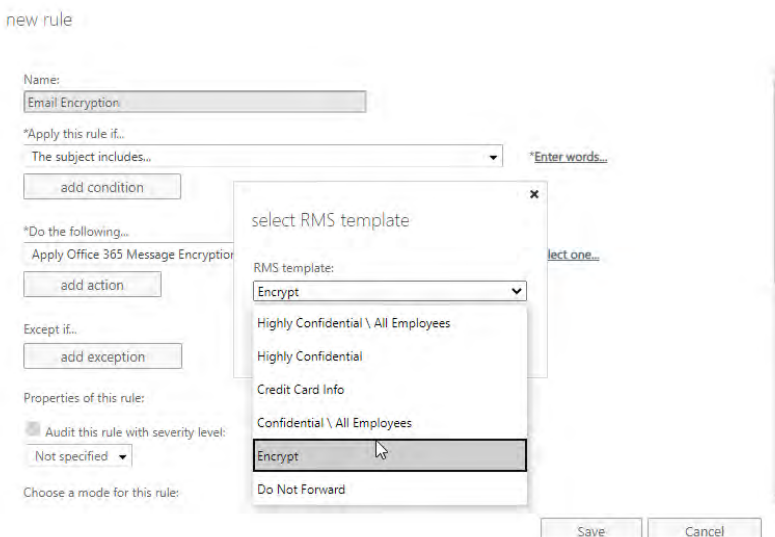 new rule
Name:
Email Encryption
*Apply this rule if...
The subject includes...
*Enter words...
add condition
*Do the following...
Apply Office 365 Message Encryption
lect one...
add action
Except if...
add exception
Properties of this rule:
Audit this rule with severity level:
Not specified
Choose a mode for this rule:
select RMS template
RMS template:
Encrypt
Highly Confidential \ All Employees
Highly Confidential
Credit Card Info
Confidential \ All Employees
Encrypt
Do Not Forward
Save
Cancel